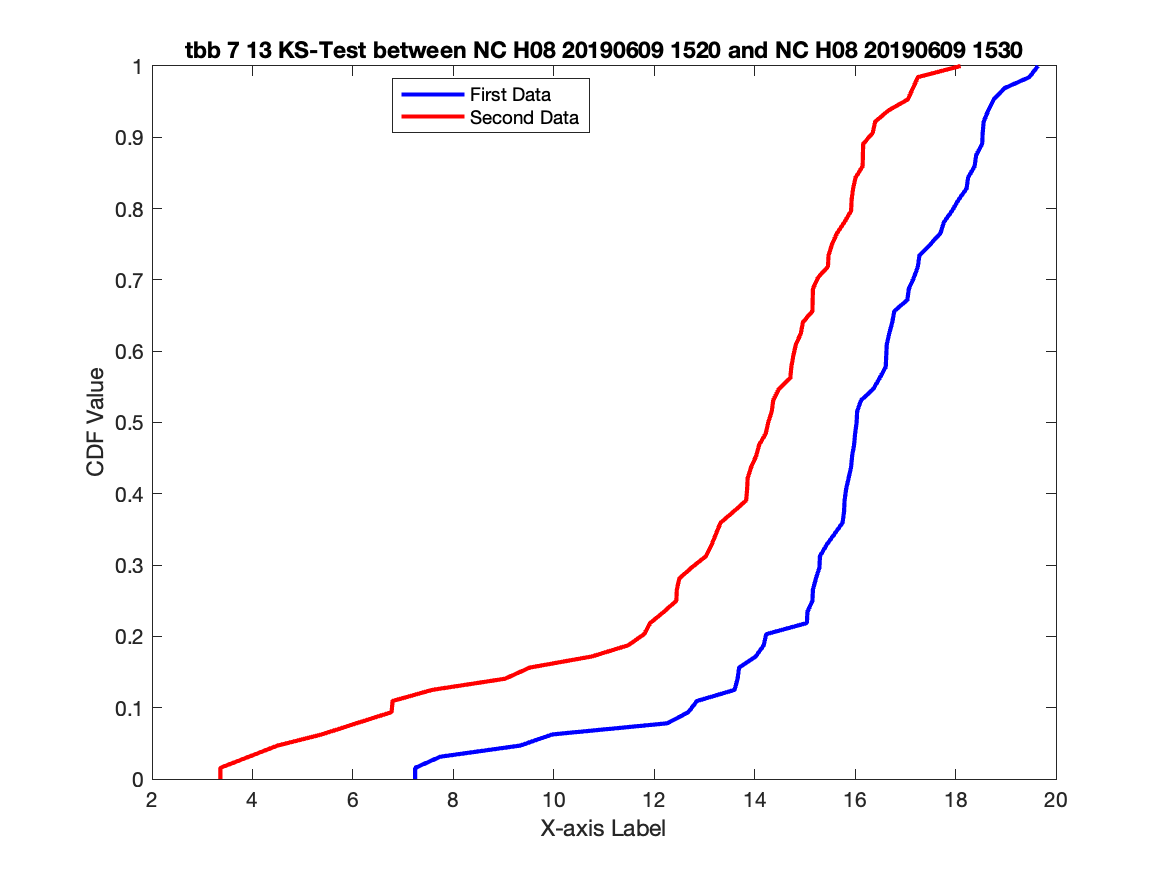 tbb 7 13 KS-Test between NC H08 20190609 1520 and NC H08 20190609 1530
First Data
Second Data
1
0.9
0.8
0.7
0.6
0.5
0.4
0.3
0.2
0.1
0
CDF Value
2 4 6 8 10 12 14 16 18 20
X-axis Label